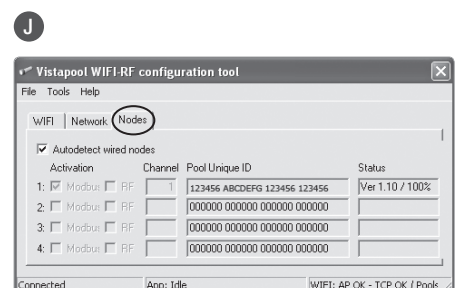 J
Vistapool WIFI-RF configuration tool
File Tools Help
WIFI Network Nodes
Autodetect wired nodes
Activation Channel Pool Unique ID Status
1: Modbus RF 1 123456 ABCDEFG 123456 123456 Ver 1.10 / 100%
2: Modbus RF 000000 000000 000000 000000
3: Modbus RF 000000 000000 000000 000000
4: Modbus RF 000000 000000 000000 000000
Connected App: Idle WIFI: AP OK - TCP OK ( Pools